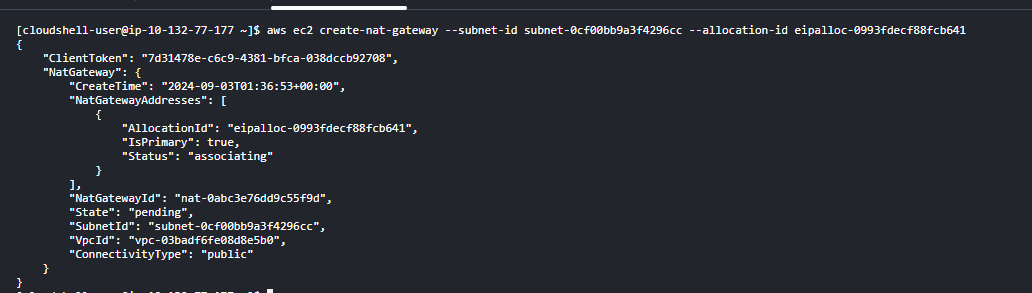 [cloudshell-user@ip-10-132-77-177 ~]$ aws ec2 create-nat-gateway --subnet-id subnet-0cf00bb9a3f4296cc --allocation-id eipalloc-0993fdecf88fcb641
{
    "ClientToken": "7d31478e-c6c9-4381-bfca-038dccb92708",
    "NatGateway": {
        "CreateTime": "2024-09-03T01:36:53+00:00",
        "NatGatewayAddresses": [
            {
                "AllocationId": "eipalloc-0993fdecf88fcb641",
                "IsPrimary": true,
                "Status": "associating"
            }
        ],
        "NatGatewayId": "nat-0abc3e76dd9c55f9d",
        "State": "pending",
        "SubnetId": "subnet-0cf00bb9a3f4296cc",
        "VpcId": "vpc-03badf6fe08d8e5b0",
        "ConnectivityType": "public"
    }
}